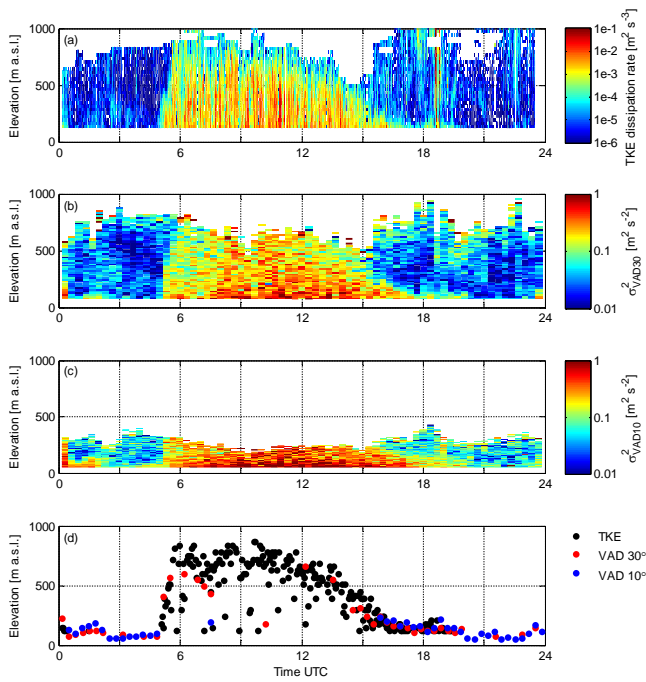 (a)
1000
500
0
Elevation [m a.s.l.]
0 6 12 18 24
1e-1
1e-2
1e-3
1e-4
1e-5
1e-6
TKE dissipation rate [m² s⁻³]
(b)
1000
500
0
Elevation [m a.s.l.]
0 6 12 18 24
1
0.1
0.01
σ²VAD30 [m² s⁻²]
(c)
1000
500
0
Elevation [m a.s.l.]
0 6 12 18 24
1
0.1
0.01
σ²VAD10 [m² s⁻²]
(d)
1000
500
0
Elevation [m a.s.l.]
0 6 12 18 24
Time UTC
TKE
VAD 30°
VAD 10°